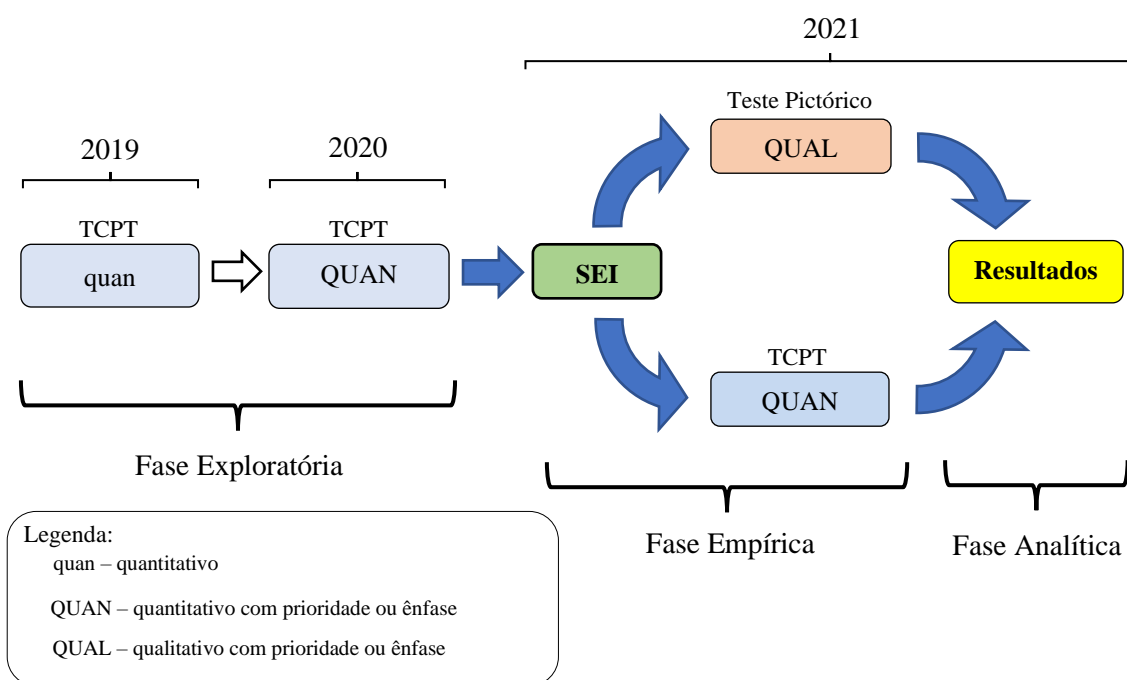 2021
Teste Pictórico
QUAL
2019
2020
TCPT
quan
TCPT
QUAN
SEI
Resultados
TCPT
QUAN
Fase Exploratória
Fase Empírica
Fase Analítica
Legenda:
quan – quantitativo
QUAN – quantitativo com prioridade ou ênfase
QUAL – qualitativo com prioridade ou ênfase